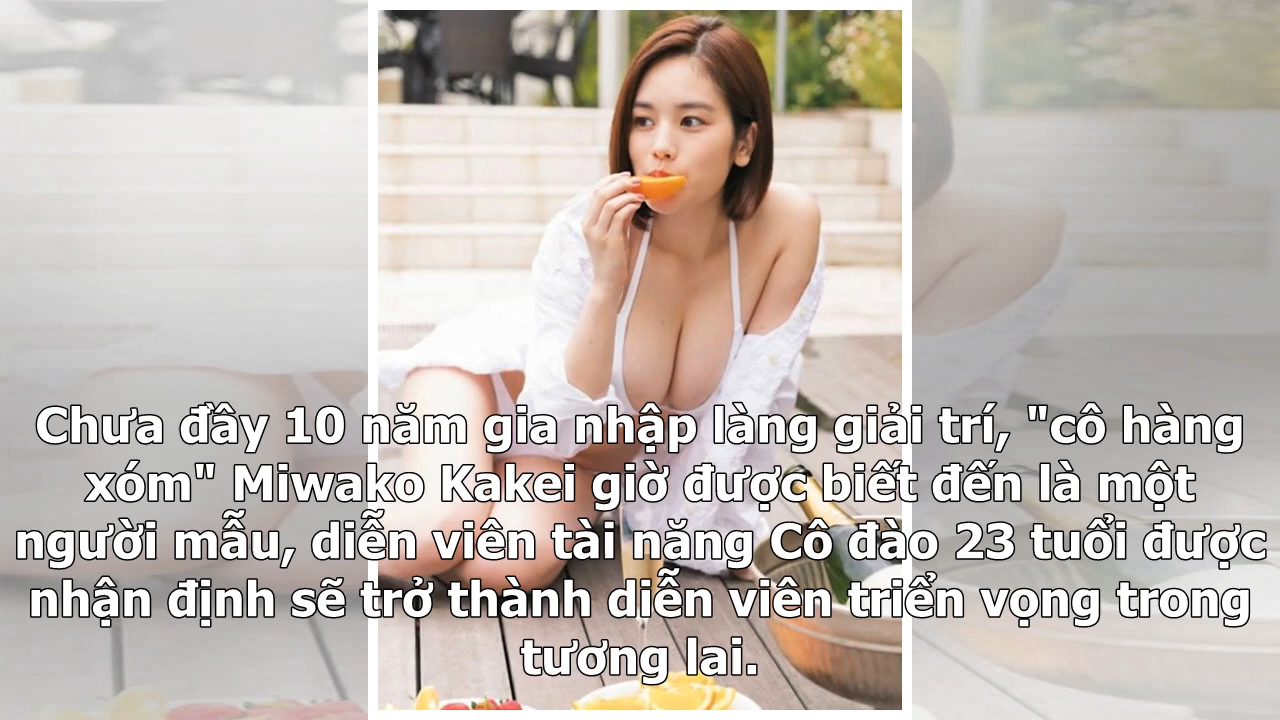 Chưa đầy 10 năm gia nhập làng giải trí, "cô hàng
xóm" Miwako Kakei giờ được biết đến là một
người mẫu, diễn viên tài năng Cô đào 23 tuổi được
nhận định sẽ trở thành diễn viên triển vọng trong
tương lai.